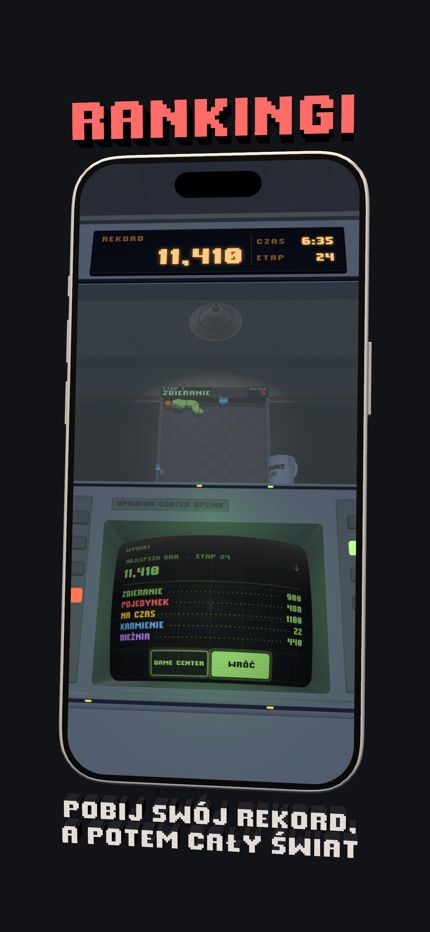 RANKINGI
REKORD
11,410
CZAS 6:35
ETAP 24
ZBIERANIE
WYNIKI
NAJLEPSZA GRA · ETAP 24
11,410
ZBIERANIE 900
POJEDYNEK 400
NA CZAS 1100
KARMIENIE 22
BIEŻNIA 440
GAME CENTER
WRÓĆ
POBIJ SWÓJ REKORD,
A POTEM CAŁY ŚWIAT